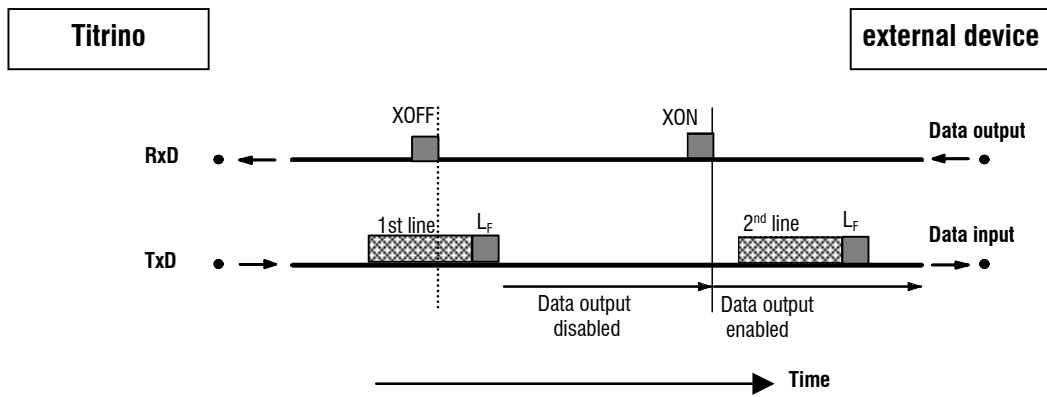 Titrino
external device
XOFF
XON
Data output
RxD
1st line
LF
2nd line
LF
Data input
TxD
Data output
disabled
Data output
enabled
Time